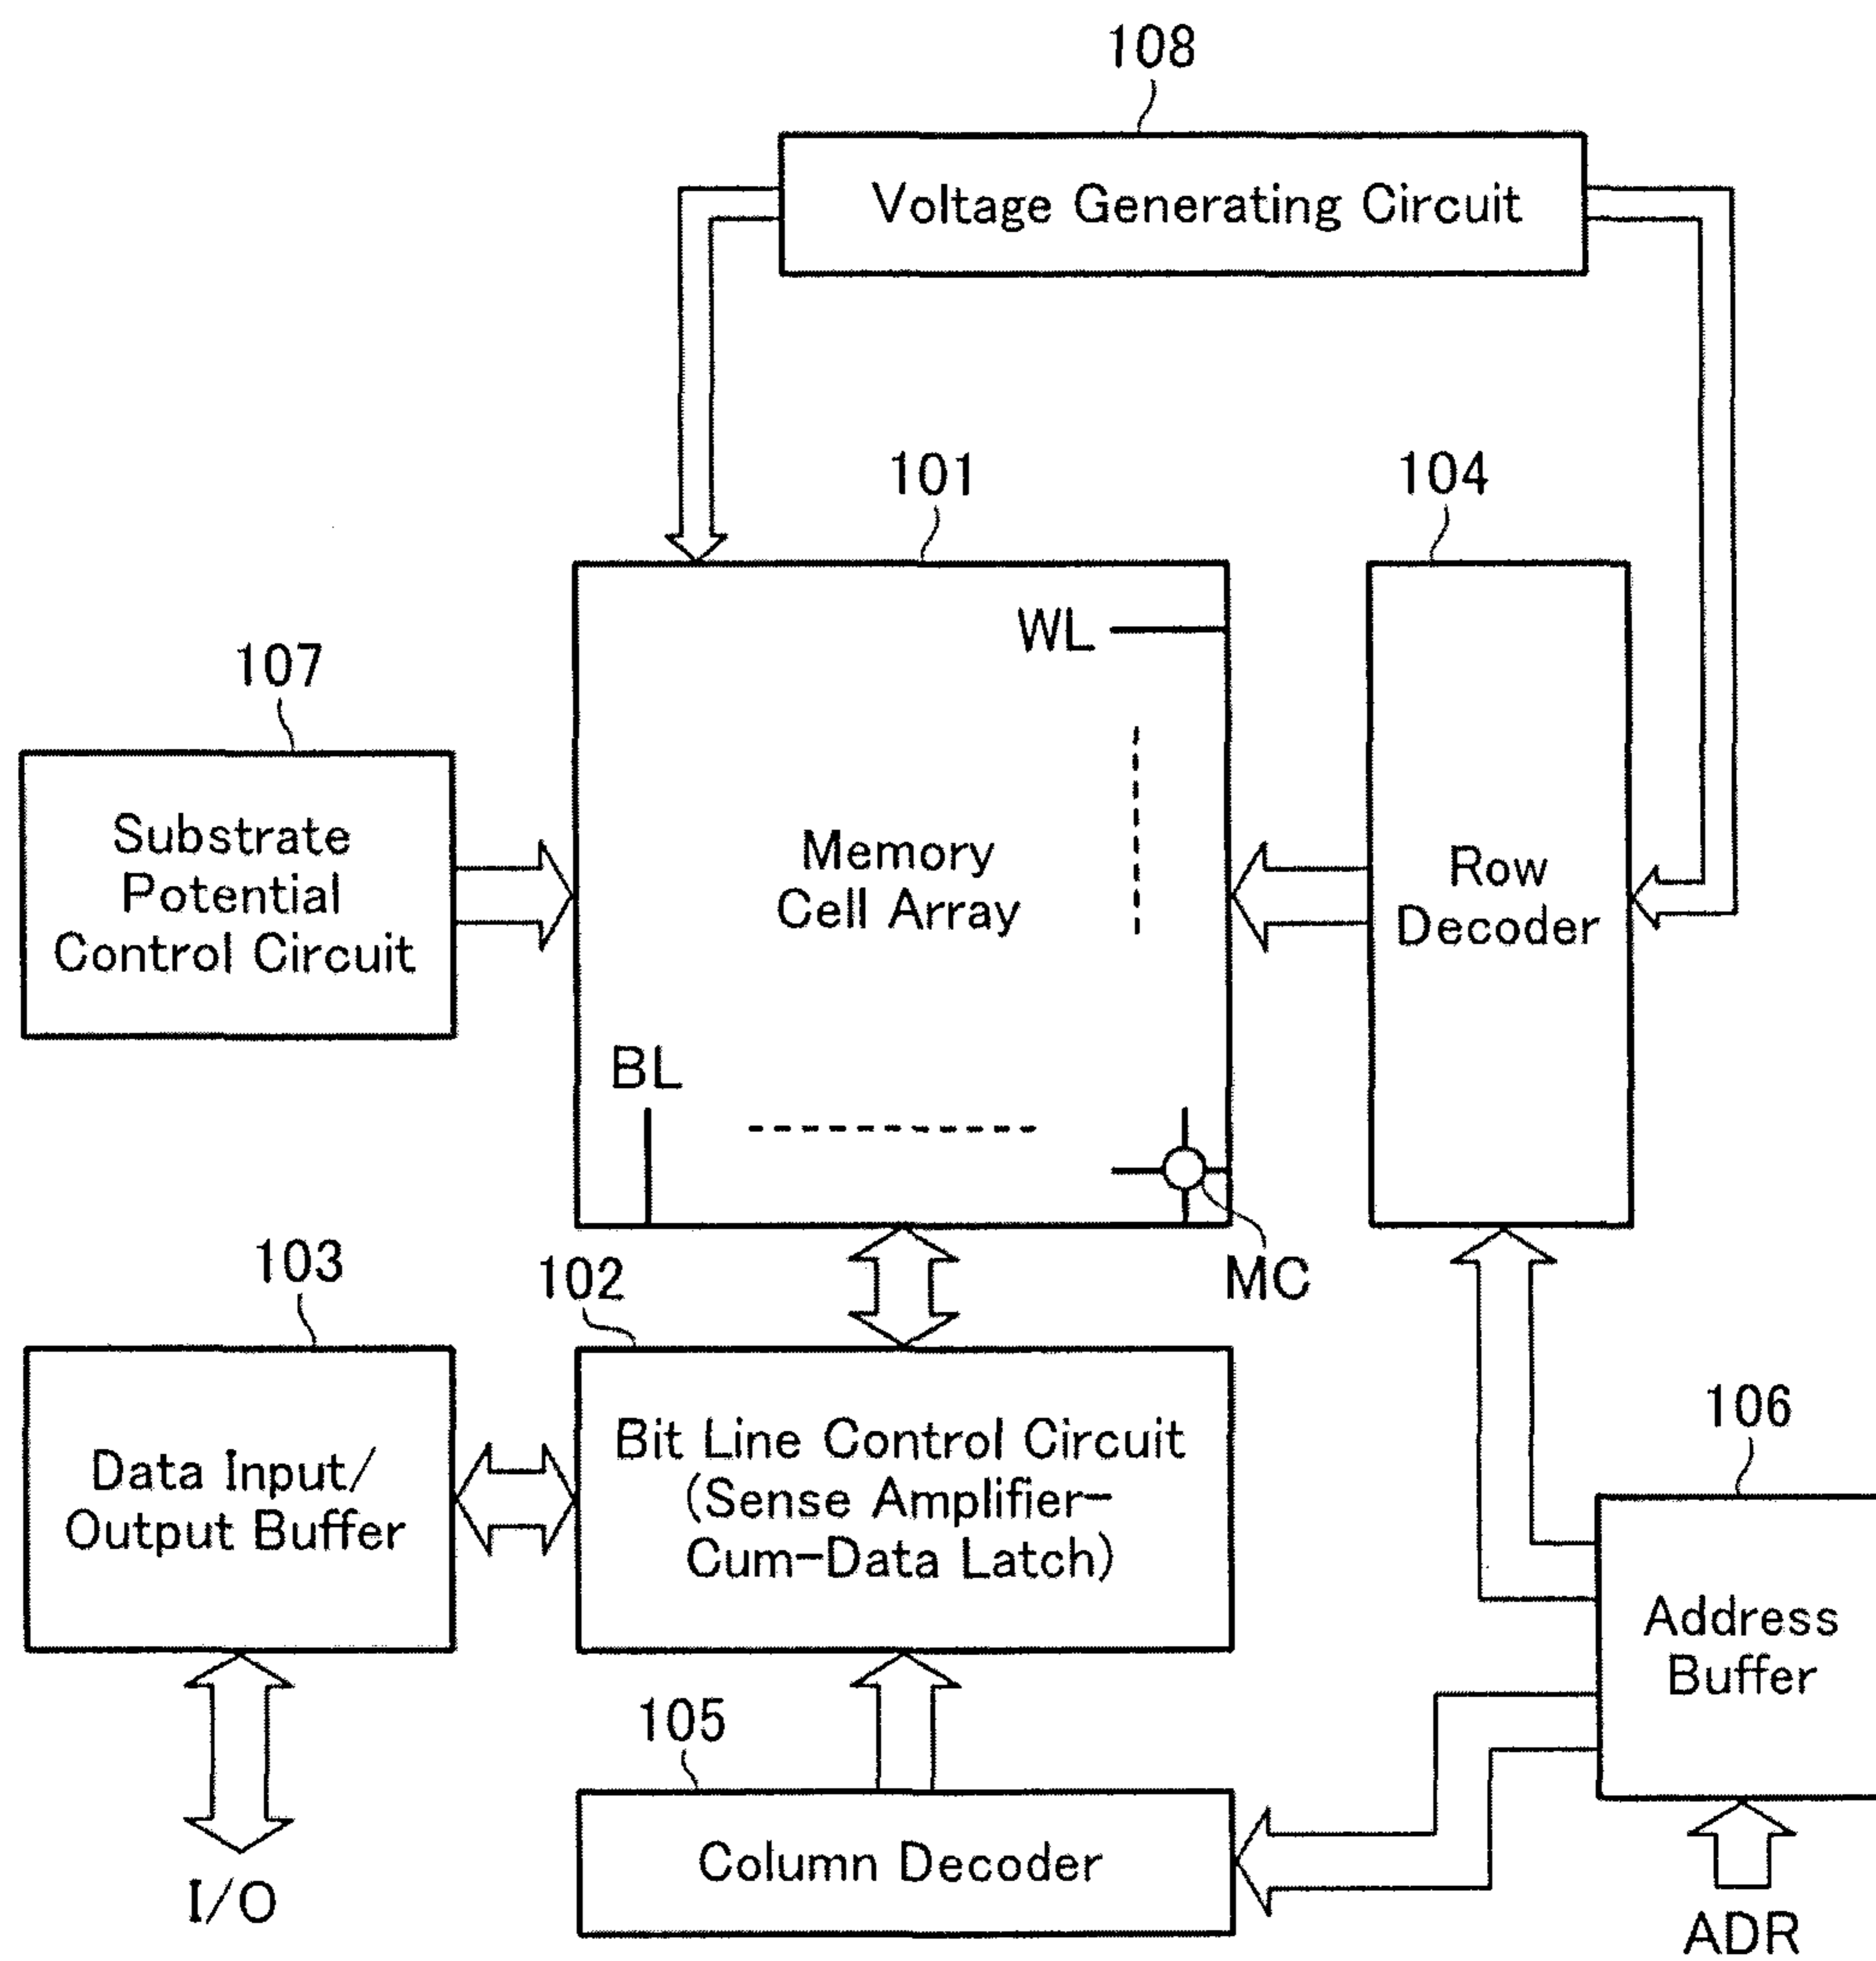 108
Voltage Generating Circuit
101
104
WL
107
Substrate
Potential
Control Circuit
Memory
Cell Array
Row
Decoder
BL
MC
103
102
Data Input/
Output Buffer
Bit Line Control Circuit
(Sense Amplifier-
Cum-Data Latch)
106
Address
Buffer
105
Column Decoder
I/O
ADR